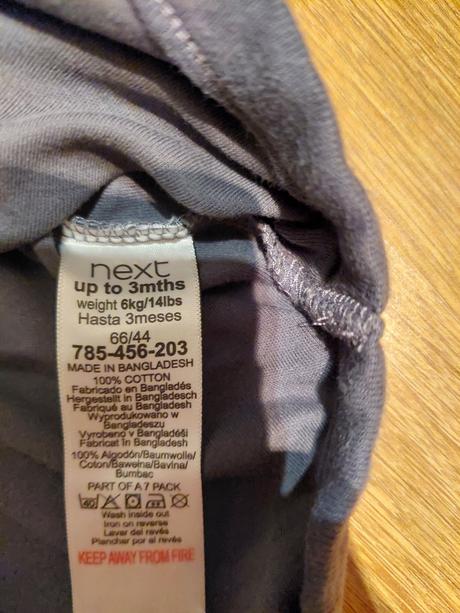 next
up to 3mths
weight 6kg/14lbs
Hasta 3meses
66/44
785-456-203
MADE IN BANGLADESH
100% COTTON
Fabricado en Bangladés
Hergestellt in Bangladesch
Fabriqué au Bangladesh
Wyprodukowano w
Bangladeszu
Vyrobeno v Bangladéši
Fabricat în Bangladesh
100% Algodón/Baumwolle/
Coton/Bawełna/Bavlna/
Bumbac
PART OF A 7 PACK
40
Wash inside out
Iron on reverse
Lavar del revés
Planchar por al revés
KEEP AWAY FROM FIRE